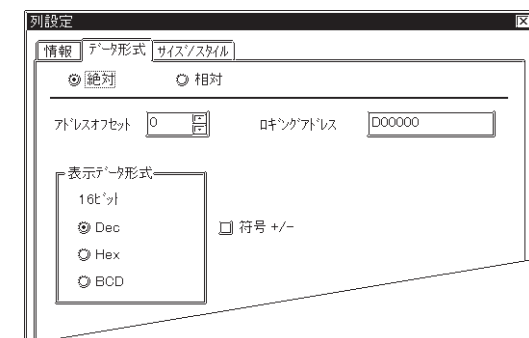 列設定
情報 ﾃﾞｰﾀ形式 ｻｲｽﾞ/ｽﾀｲﾙ
絶対 相対
ｱﾄﾞﾚｽｵﾌｾｯﾄ 0 ﾛｷﾞﾝｸﾞｱﾄﾞﾚｽ D00000
表示ﾃﾞｰﾀ形式
16ﾋﾞｯﾄ
Dec 符号 +/-
Hex
BCD